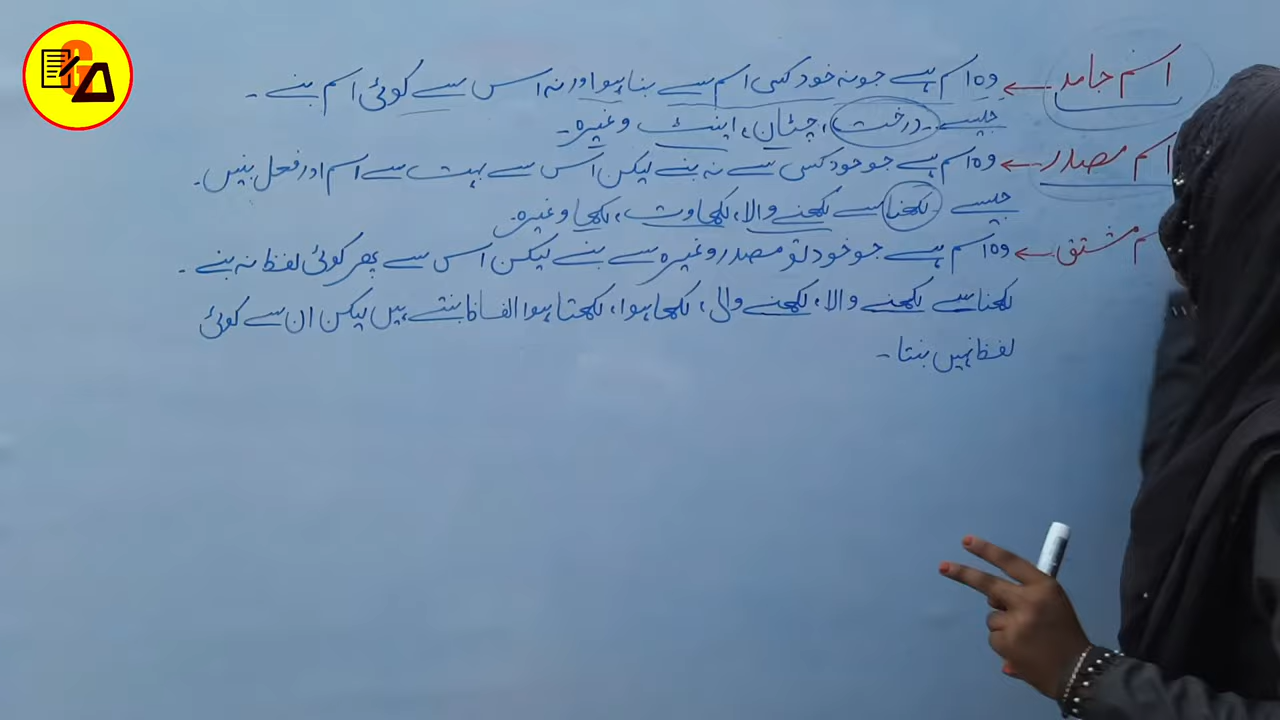 اسم جامد ← وہ اسم ہے جو نہ خود کسی اسم سے بنا ہو اور نہ اس سے کوئی اسم بنے ۔
جیسے ۔ درخت ، چٹان ، اینٹ وغیرہ ۔
اسم مصدر ← وہ اسم ہے جو خود کسی سے نہ بنے لیکن اس سے بہت سے اسم اور فعل بنیں ۔
جیسے ۔ لکھنا سے لکھنے والا ، لکھاوٹ ، لکھا وغیرہ ۔
سم مشتق ← وہ اسم ہے جو خود تو مصدر وغیرہ سے بنے لیکن اس سے پھر کوئی لفظ نہ بنے ۔
لکھنا سے لکھنے والا ، لکھنے والی ، لکھا ہوا ، لکھتا ہوا الفاظ بنتے ہیں لیکن ان سے کوئی
لفظ نہیں بنتا ۔